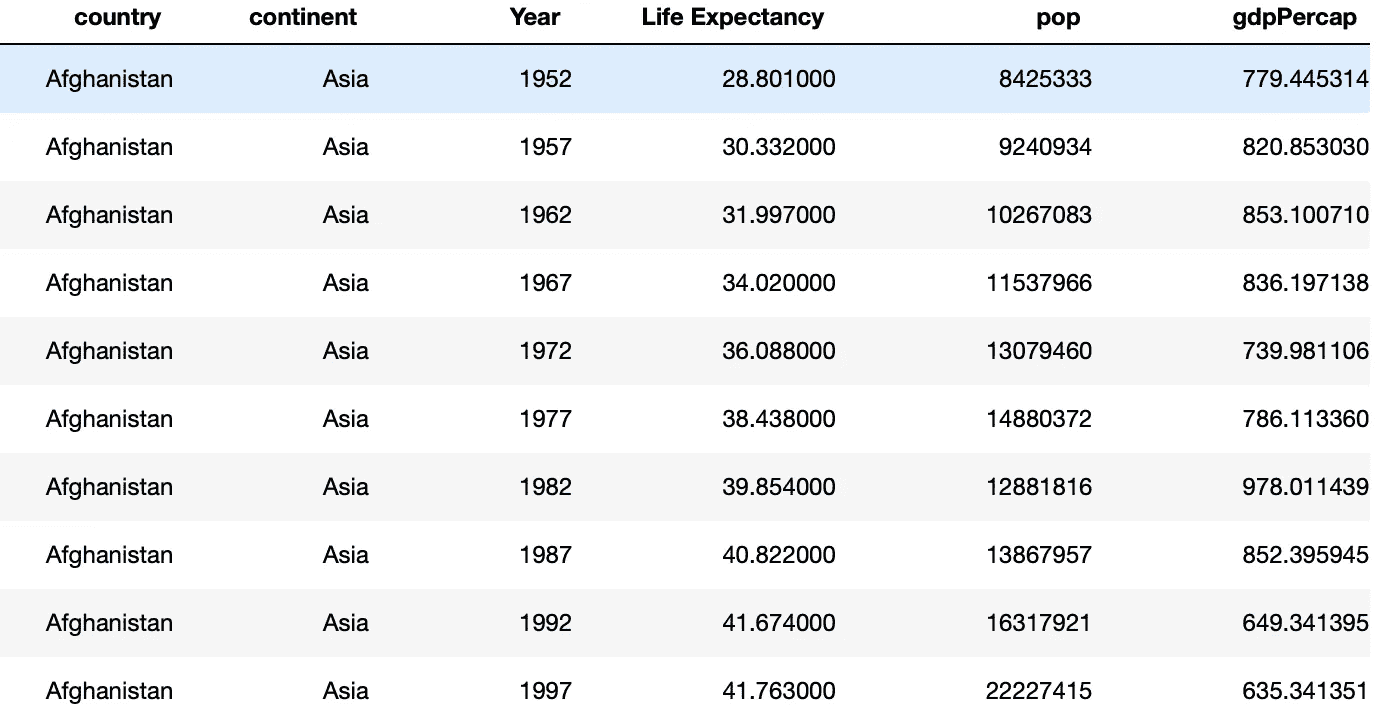 country continent Year Life Expectancy pop gdpPercap
Afghanistan Asia 1952 28.801000 8425333 779.445314
Afghanistan Asia 1957 30.332000 9240934 820.853030
Afghanistan Asia 1962 31.997000 10267083 853.100710
Afghanistan Asia 1967 34.020000 11537966 836.197138
Afghanistan Asia 1972 36.088000 13079460 739.981106
Afghanistan Asia 1977 38.438000 14880372 786.113360
Afghanistan Asia 1982 39.854000 12881816 978.011439
Afghanistan Asia 1987 40.822000 13867957 852.395945
Afghanistan Asia 1992 41.674000 16317921 649.341395
Afghanistan Asia 1997 41.763000 22227415 635.341351